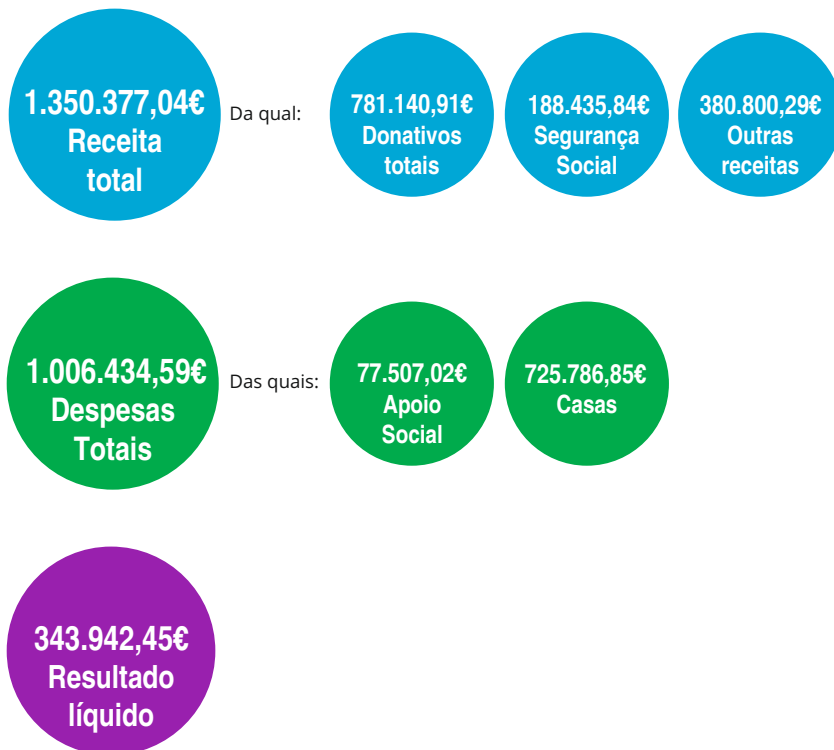 1.350.377,04€
Receita
total
Da qual:
781.140,91€
Donativos
totais
188.435,84€
Segurança
Social
380.800,29€
Outras
receitas
1.006.434,59€
Despesas
Totais
Das quais:
77.507,02€
Apoio
Social
725.786,85€
Casas
343.942,45€
Resultado
líquido